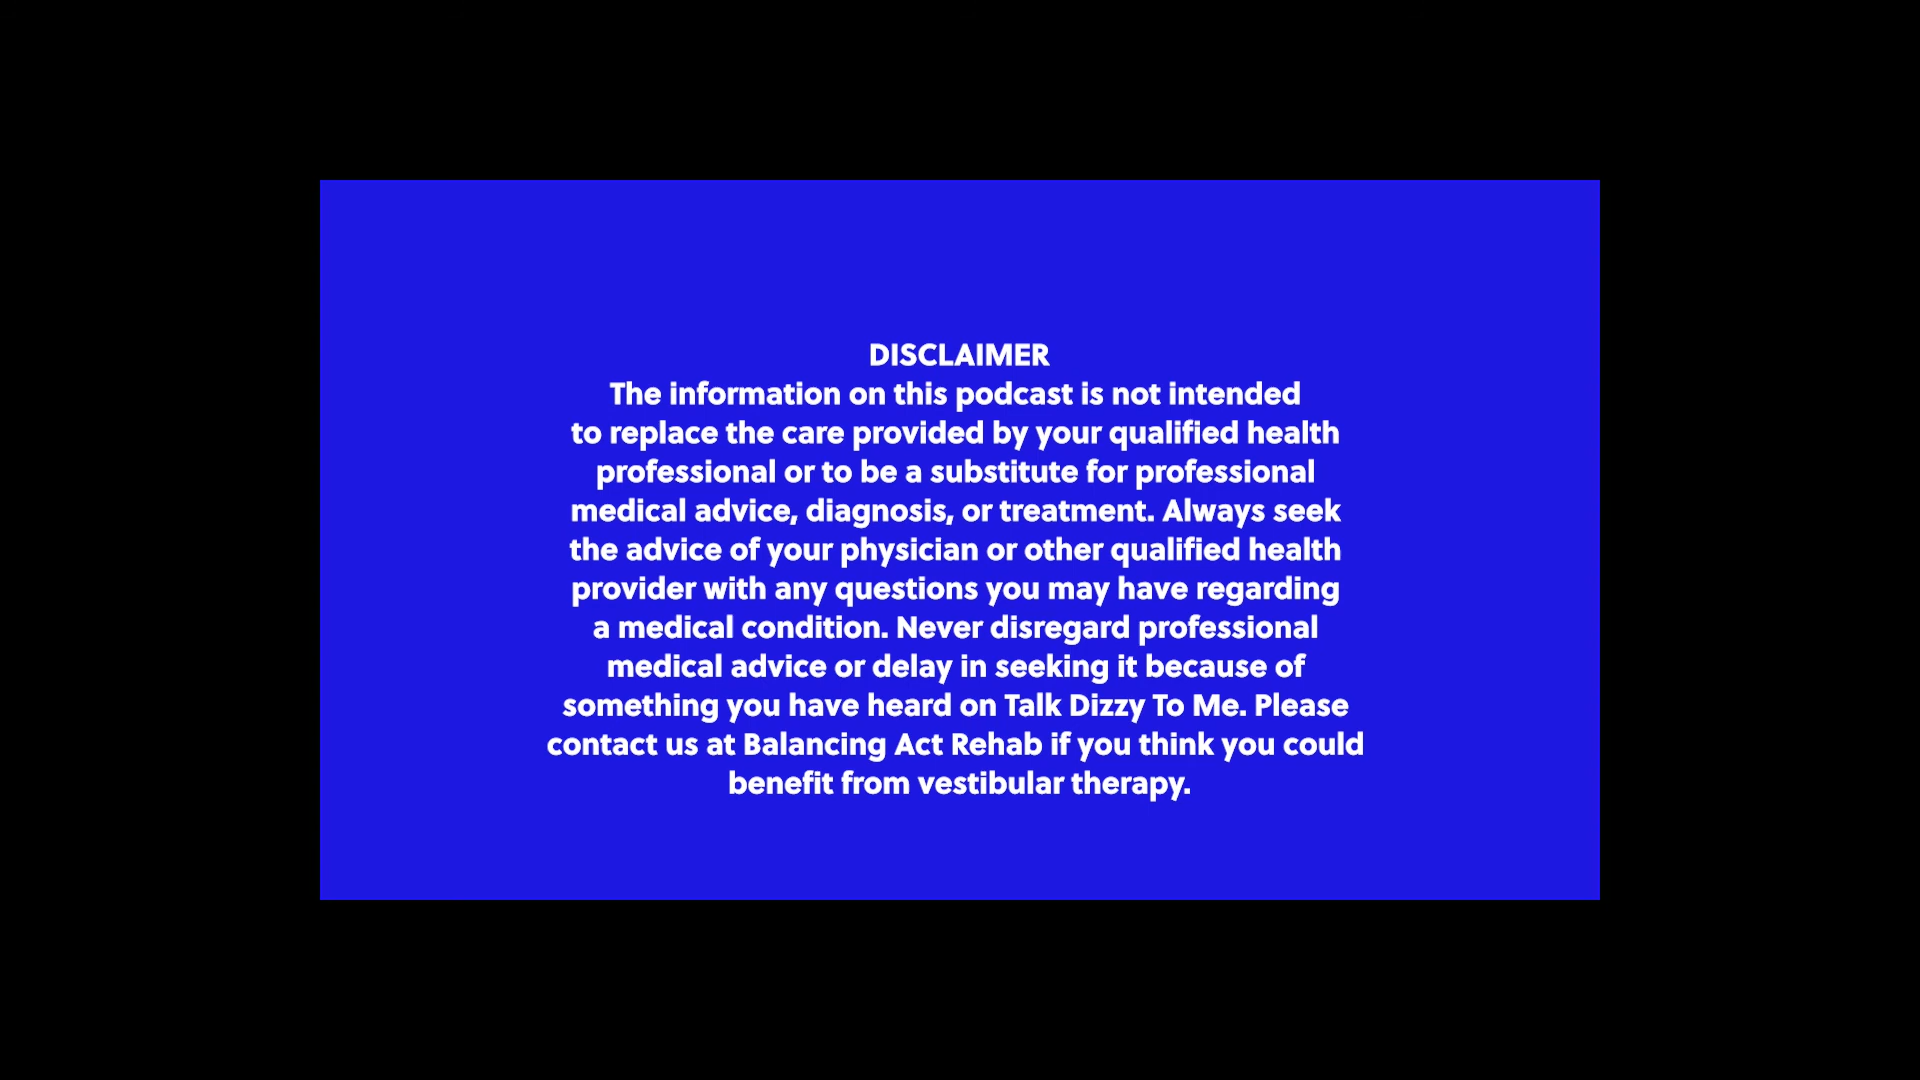 DISCLAIMER
The information on this podcast is not intended
to replace the care provided by your qualified health
professional or to be a substitute for professional
medical advice, diagnosis, or treatment. Always seek
the advice of your physician or other qualified health
provider with any questions you may have regarding
a medical condition. Never disregard professional
medical advice or delay in seeking it because of
something you have heard on Talk Dizzy To Me. Please
contact us at Balancing Act Rehab if you think you could
benefit from vestibular therapy.